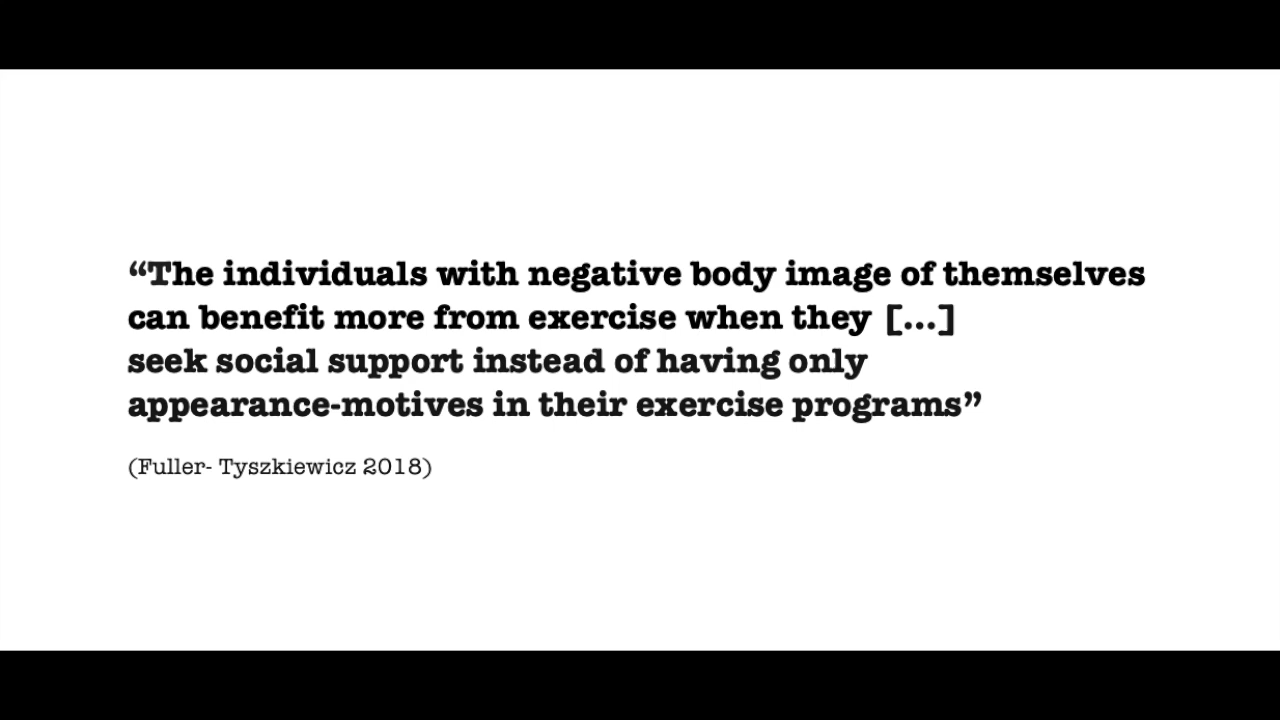 “The individuals with negative body image of themselves
can benefit more from exercise when they [...]
seek social support instead of having only
appearance-motives in their exercise programs”
(Fuller- Tyszkiewicz 2018)